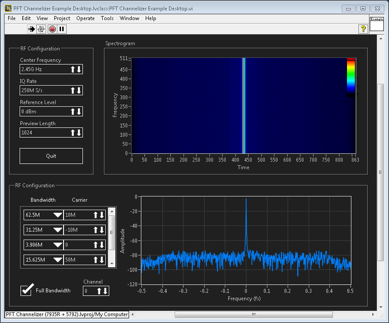 PFT Channelizer Example Desktop.lvclass:PFT Channelizer Example Desktop.vi
File Edit View Project Operate Tools Window Help
?
RF Configuration
Center Frequency
2.45G Hz
IQ Rate
250M S/s
Reference Level
0 dBm
Preview Length
1024
Quit
Spectrogram
Frequency
511
450
400
350
300
250
200
150
100
50
0
0 50 100 150 200 250 300 350 400 450 500 550 600 650 700 750 800 863
Time
RF Configuration
Bandwidth Carrier
62.5M 10M
31.25M -10M
3.906M 0
15.625M 50M
Full Bandwidth
Channel
0
Amplitude
0
-20
-40
-60
-80
-100
-120
-0.5 -0.4 -0.3 -0.2 -0.1 0 0.1 0.2 0.3 0.4 0.5
Frequency (fs)
PFT Channelizer (7935R + 5792).lvproj/My Computer